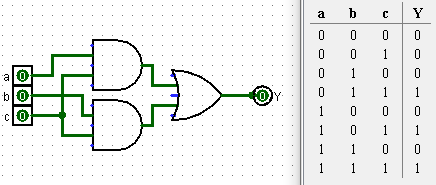 a 0
b 0
c 0
0 Y
a b c Y
0 0 0 0
0 0 1 0
0 1 0 0
0 1 1 1
1 0 0 0
1 0 1 1
1 1 0 0
1 1 1 1